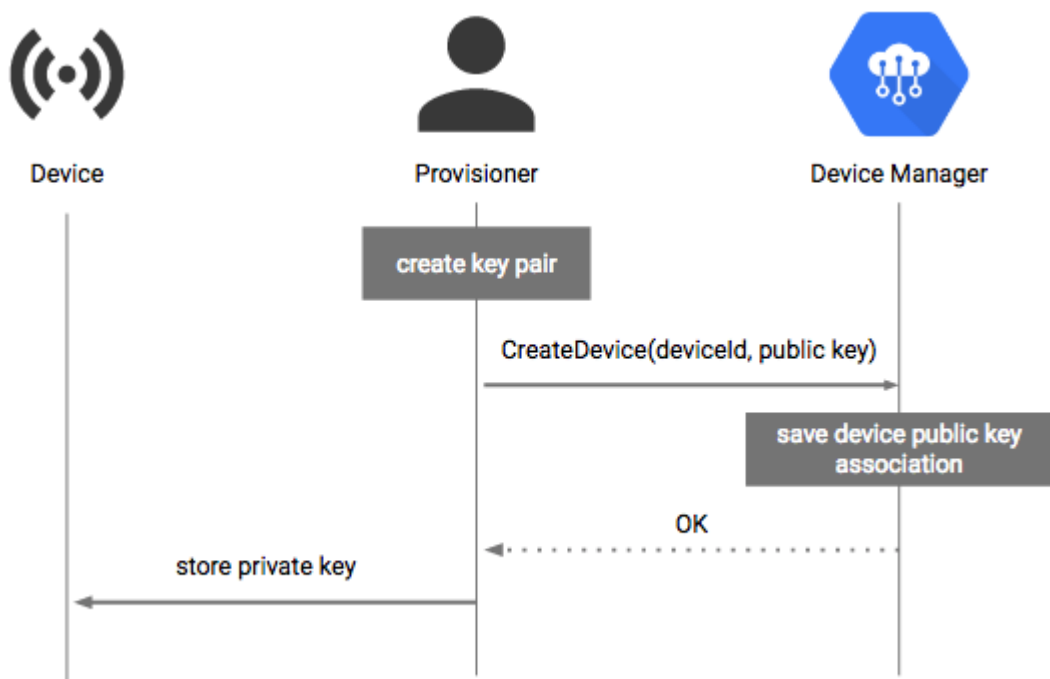 Device
Provisioner
Device Manager
create key pair
CreateDevice(deviceId, public key)
save device public key
association
OK
store private key